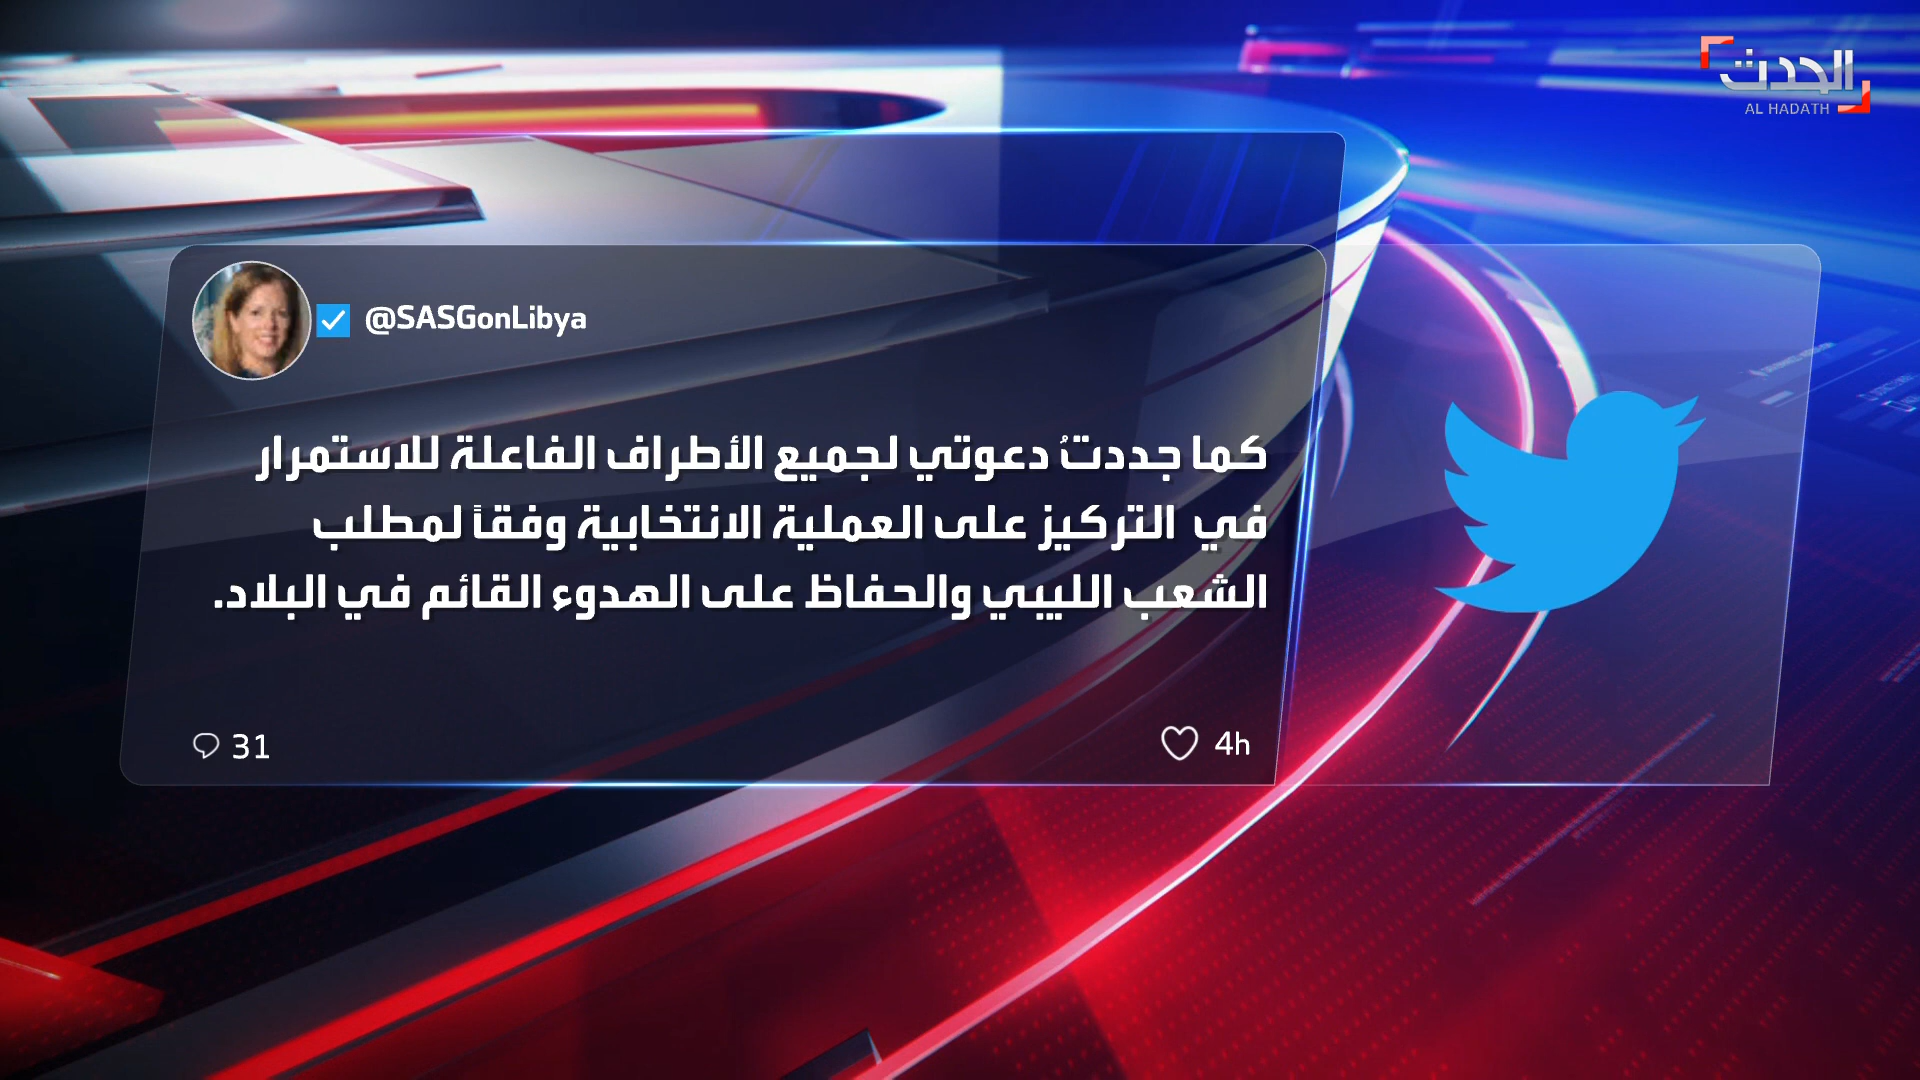 الحدث
AL HADATH
@SASGonLibya
كما جددتُ دعوتي لجميع الأطراف الفاعلة للاستمرار
في التركيز على العملية الانتخابية وفقاً لمطلب
الشعب الليبي والحفاظ على الهدوء القائم في البلاد.
31
4h